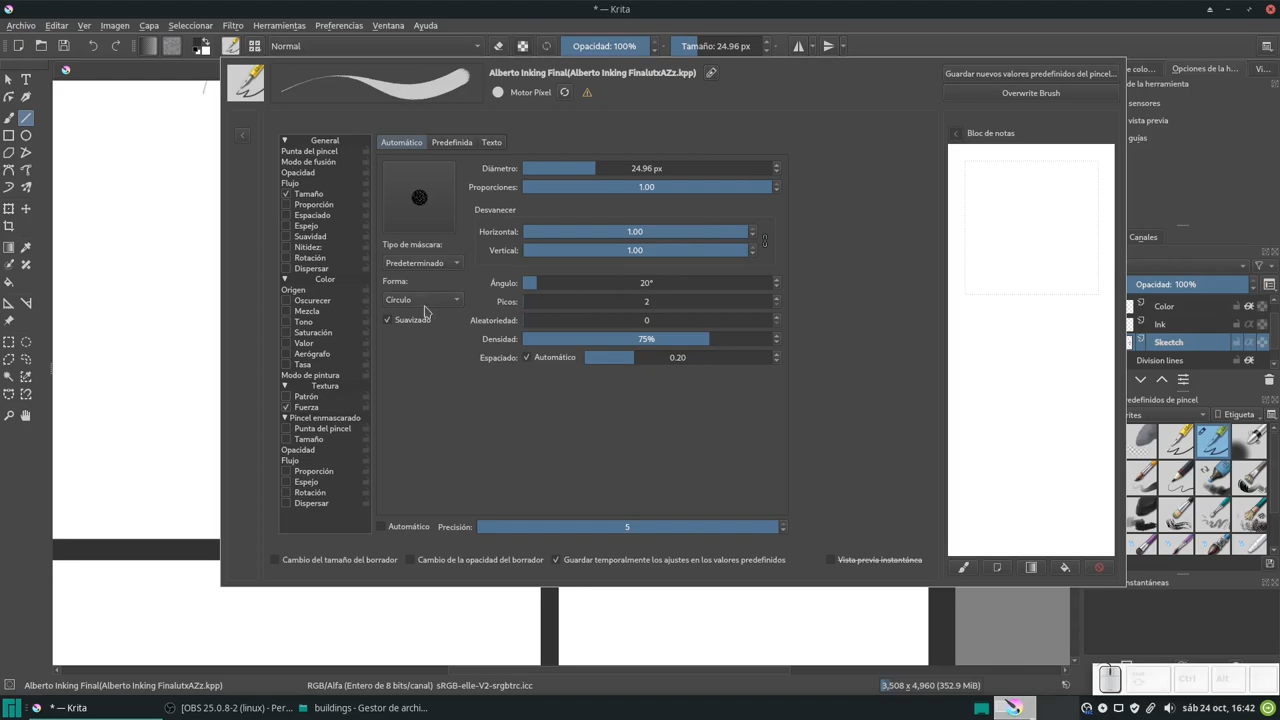 * — Krita
Archivo Editar Ver Imagen Capa Seleccionar Filtro Herramientas Preferencias Ventana Ayuda
Normal Opacidad: 100% Tamaño: 24.96 px
Alberto Inking Final(Alberto Inking FinalutxAZz.kpp)
Motor Píxel
Guardar nuevos valores predefinidos del pincel...
Overwrite Brush
e colo... Opciones de la h... Vi...
la herramienta
sensores
vista previa
guías
Bloc de notas
General
Punta del pincel
Modo de fusión
Opacidad
Flujo
Tamaño
Proporción
Espaciado
Espejo
Suavidad
Nitidez:
Rotación
Dispersar
Color
Origen
Oscurecer
Mezcla
Tono
Saturación
Valor
Aerógrafo
Tasa
Modo de pintura
Textura
Patrón
Fuerza
Pincel enmascarado
Punta del pincel
Tamaño
Opacidad
Flujo
Proporción
Espejo
Rotación
Dispersar
Automático Predefinida Texto
Diámetro: 24.96 px
Proporciones: 1.00
Desvanecer
Horizontal: 1.00
Vertical: 1.00
Tipo de máscara:
Predeterminado
Forma:
Círculo
Suavizado
Ángulo: 20°
Picos: 2
Aleatoriedad: 0
Densidad: 75%
Espaciado: Automático 0.20
Automático Precisión: 5
Cambio del tamaño del borrador Cambio de la opacidad del borrador Guardar temporalmente los ajustes en los valores predefinidos Vista previa instantánea
Canales
Opacidad: 100%
Color
Ink
Skectch
Division lines
edefinidos de pincel
rites Etiqueta
nstantáneas
Alberto Inking Final(Alberto Inking FinalutxAZz.kpp) RGB/Alfa (Entero de 8 bits/canal) sRGB-elle-V2-srgbtrc.icc 3,508 x 4,960 (352.9 MiB)
Ctrl Alt
* — Krita [OBS 25.0.8-2 (linux) - Per... buildings - Gestor de archi... sáb 24 oct, 16:42